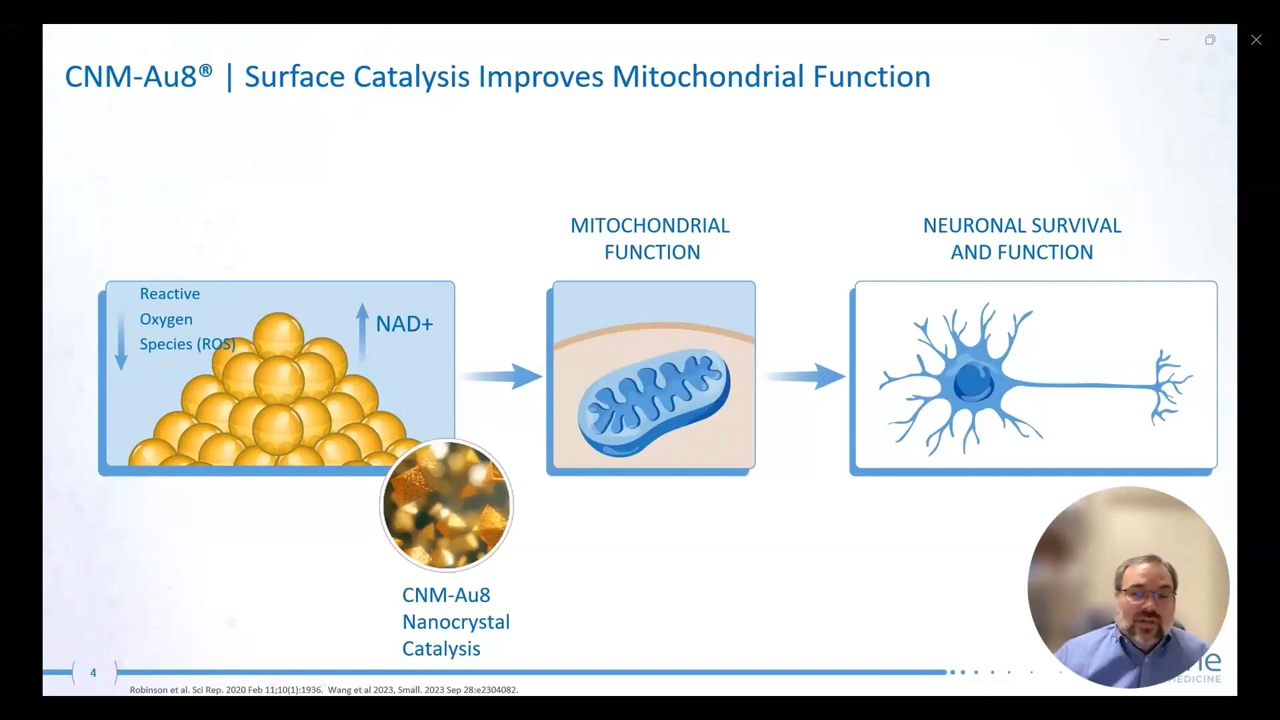 CNM-Au8® | Surface Catalysis Improves Mitochondrial Function
Reactive
Oxygen
Species (ROS)
NAD+
MITOCHONDRIAL
FUNCTION
NEURONAL SURVIVAL
AND FUNCTION
CNM-Au8
Nanocrystal
Catalysis
4
Robinson et al. Sci Rep. 2020 Feb 11;10(1):1936. Wang et al 2023, Small. 2023 Sep 28:e2304082.
MEDICINE